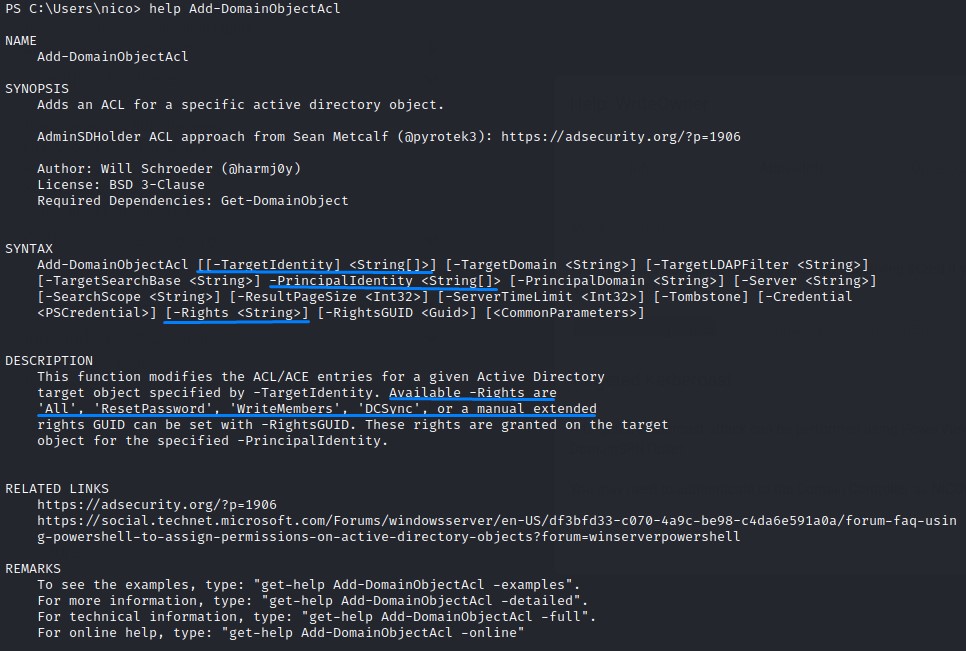 PS C:\Users\nico> help Add-DomainObjectAcl
NAME
Add-DomainObjectAcl
SYNOPSIS
Adds an ACL for a specific active directory object.
AdminSDHolder ACL approach from Sean Metcalf (@pyrotek3): https://adsecurity.org/?p=1906
Author: Will Schroeder (@harmj0y)
License: BSD 3-Clause
Required Dependencies: Get-DomainObject
SYNTAX
Add-DomainObjectAcl [[-TargetIdentity] <String[]>] [-TargetDomain <String>] [-TargetLDAPFilter <String>]
[-TargetSearchBase <String>] -PrincipalIdentity <String[]> [-PrincipalDomain <String>] [-Server <String>]
[-SearchScope <String>] [-ResultPageSize <Int32>] [-ServerTimeLimit <Int32>] [-Tombstone] [-Credential
<PSCredential>] [-Rights <String>] [-RightsGUID <Guid>] [<CommonParameters>]
DESCRIPTION
This function modifies the ACL/ACE entries for a given Active Directory
target object specified by -TargetIdentity. Available -Rights are
'All', 'ResetPassword', 'WriteMembers', 'DCSync', or a manual extended
rights GUID can be set with -RightsGUID. These rights are granted on the target
object for the specified -PrincipalIdentity.
RELATED LINKS
https://adsecurity.org/?p=1906
https://social.technet.microsoft.com/Forums/windowsserver/en-US/df3bfd33-c070-4a9c-be98-c4da6e591a0a/forum-faq-usin
g-powershell-to-assign-permissions-on-active-directory-objects?forum=winserverpowershell
REMARKS
To see the examples, type: "get-help Add-DomainObjectAcl -examples".
For more information, type: "get-help Add-DomainObjectAcl -detailed".
For technical information, type: "get-help Add-DomainObjectAcl -full".
For online help, type: "get-help Add-DomainObjectAcl -online"